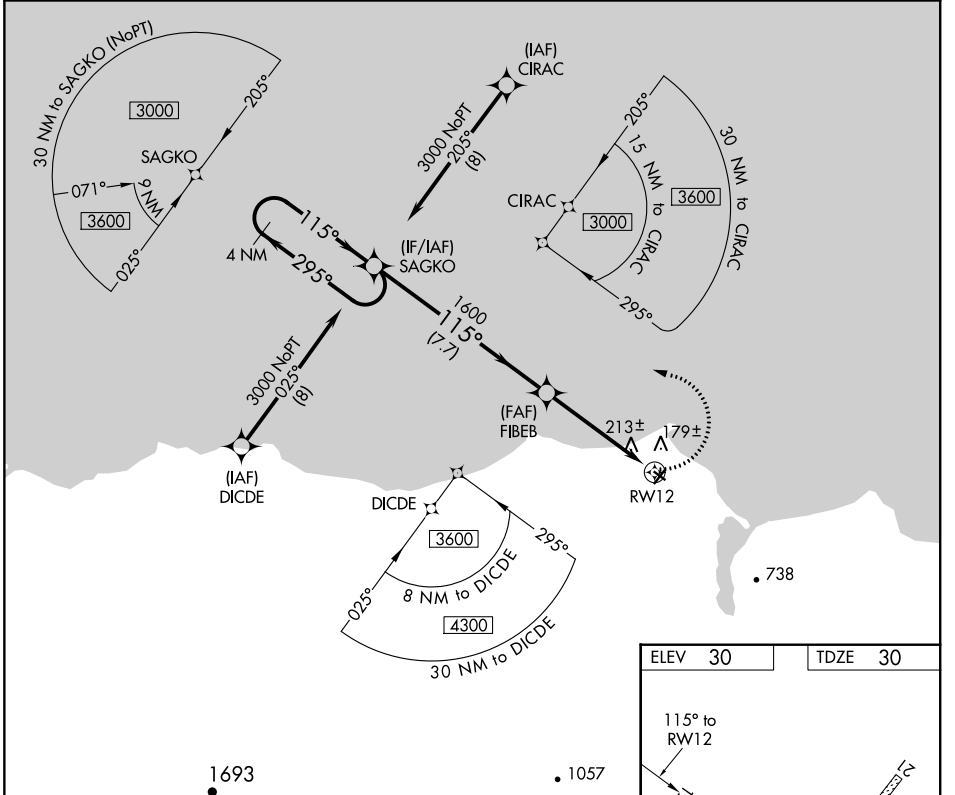 30 NM to SAGKO (NoPT)
205°
3000
SAGKO
071°
9 NM
3600
025°
(IAF)
CIRAC
3000 NoPT
205°
(8)
205°
15 NM to CIRAC
30 NM to CIRAC
CIRAC
3600
3000
295°
115°
4 NM
295°
(IF/IAF)
SAGKO
1600
115°
(7.7)
3000 NoPT
025°
(8)
(FAF)
FIBEB
213±
179±
(IAF)
DICDE
RW12
DICDE
3600
295°
8 NM to DICDE
025°
4300
30 NM to DICDE
738
ELEV 30
TDZE 30
115° to
RW12
1693
1057
21